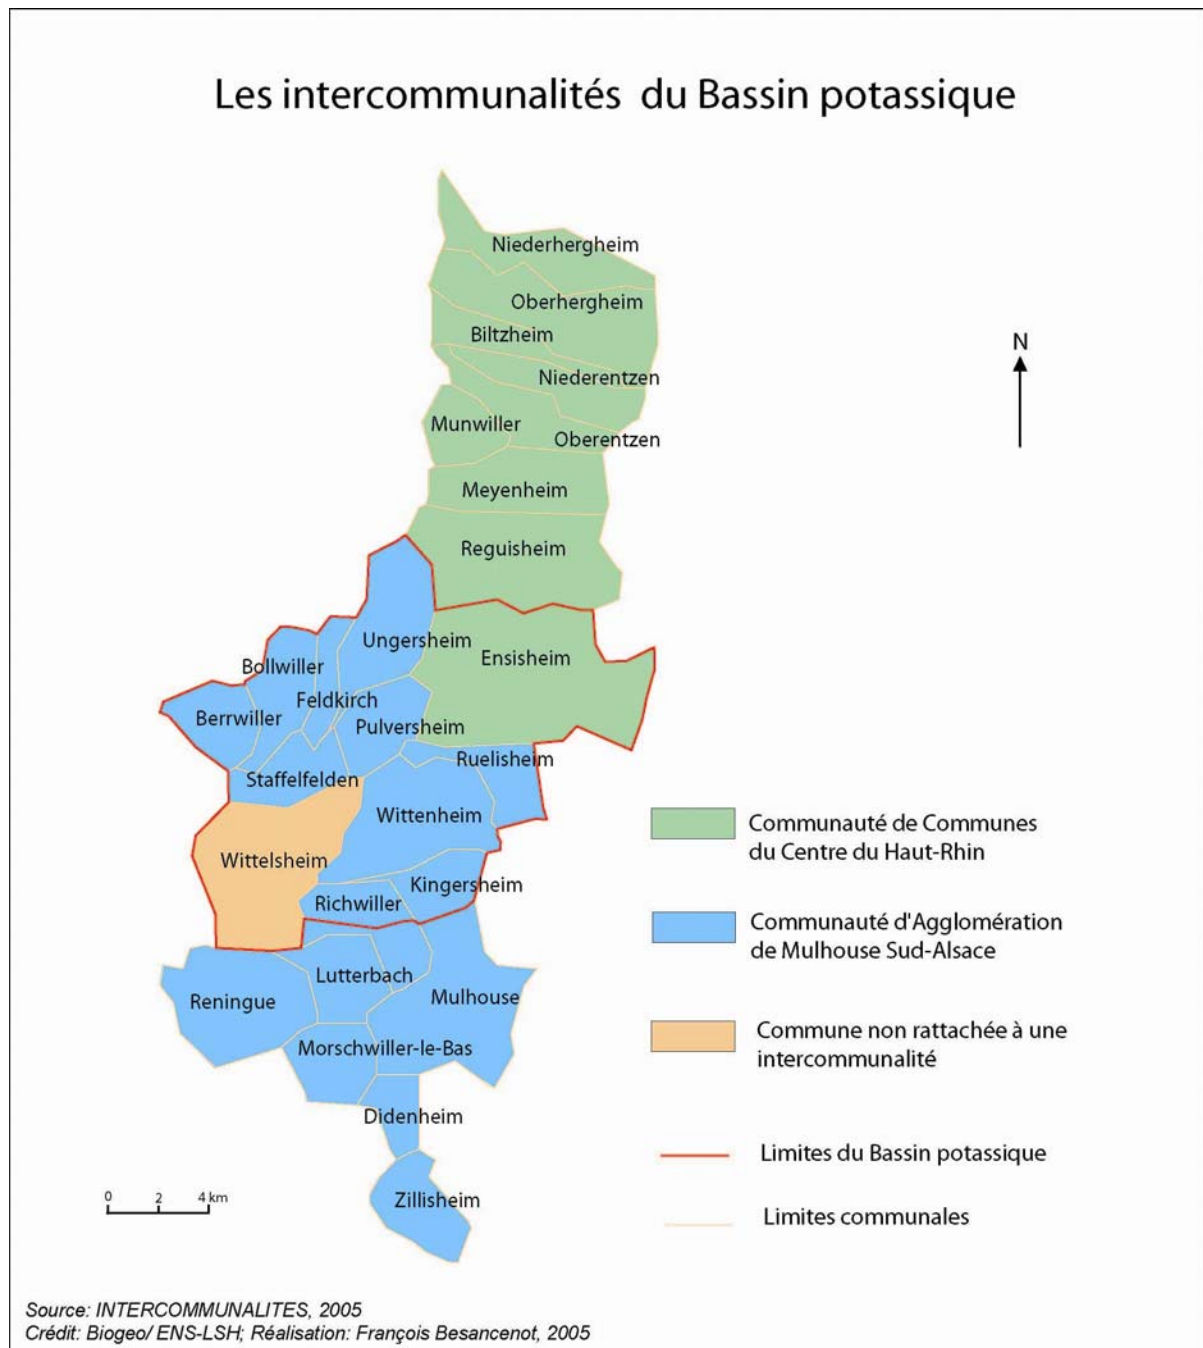 Les intercommunalités du Bassin potassique
Niederhergheim
Oberhergheim
Biltzheim
N
Niederentzen
Munwiller
Oberentzen
Meyenheim
Reguisheim
Ungersheim
Ensisheim
Bollwiller
Feldkirch
Berrwiller
Pulversheim
Ruelisheim
Staffelfelden
Wittenheim
Wittelsheim
Kingersheim
Richwiller
Lutterbach
Reningue
Mulhouse
Morschwiller-le-Bas
Didenheim
Zillisheim
Communauté de Communes
du Centre du Haut-Rhin
Communauté d'Agglomération
de Mulhouse Sud-Alsace
Commune non rattachée à une
intercommunalité
Limites du Bassin potassique
Limites communales
0 2 4 km
Source: INTERCOMMUNALITES, 2005
Crédit: Biogeo/ ENS-LSH; Réalisation: François Besancenot, 2005